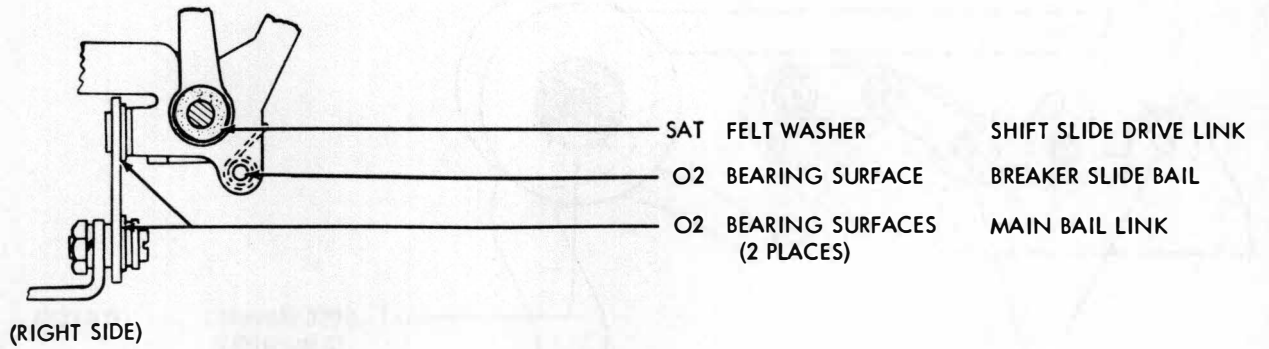 SAT FELT WASHER SHIFT SLIDE DRIVE LINK
O2 BEARING SURFACE BREAKER SLIDE BAIL
O2 BEARING SURFACES MAIN BAIL LINK
(2 PLACES)
(RIGHT SIDE)